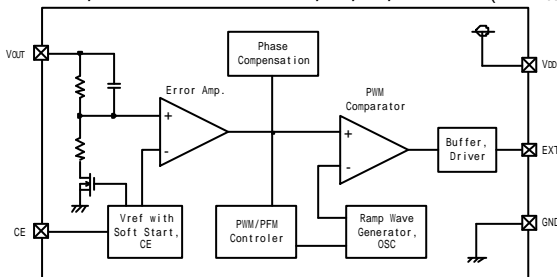 VOUT
Phase
Compensation
VDD
Error Amp.
PWM
Comparator
+
-
+
-
Buffer,
Driver
EXT
CE
Vref with
Soft Start,
CE
PWM/PFM
Controler
Ramp Wave
Generator,
OSC
GND